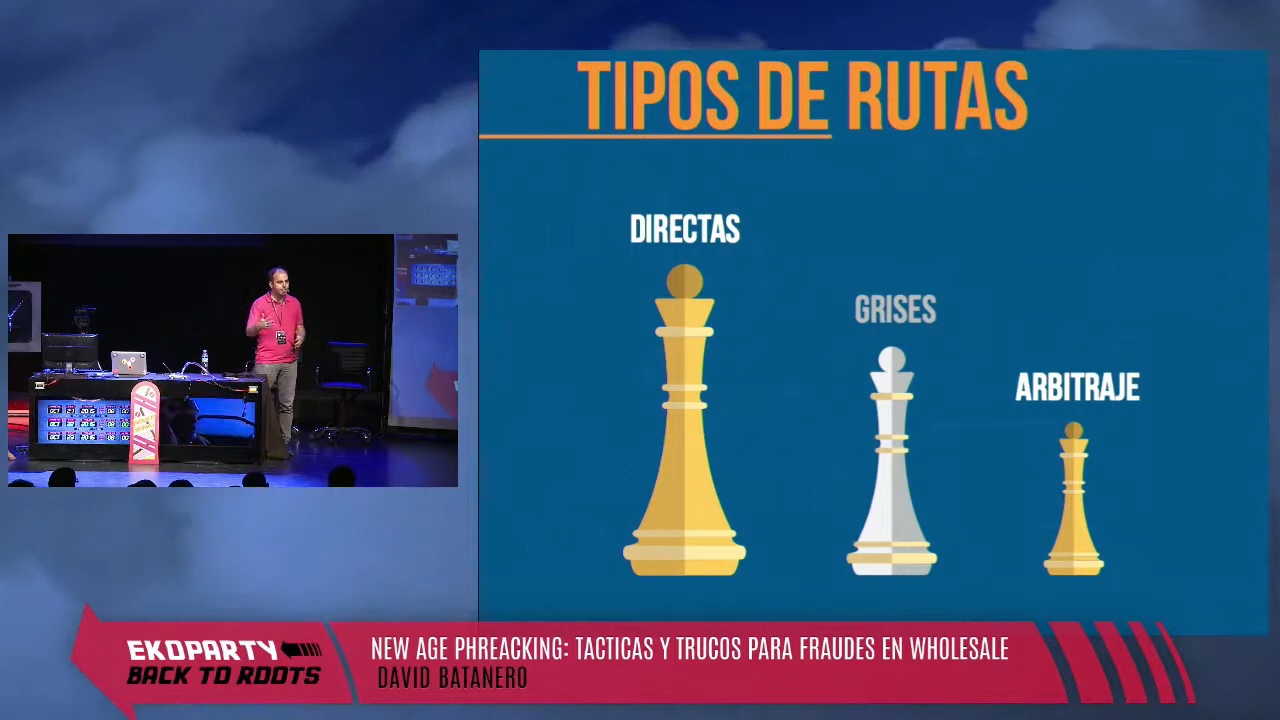 TIPOS DE RUTAS
DIRECTAS
GRISES
ARBITRAJE
EKOPARTY
BACK TO ROOTS
NEW AGE PHREACKING: TACTICAS Y TRUCOS PARA FRAUDES EN WHOLESALE
DAVID BATANERO